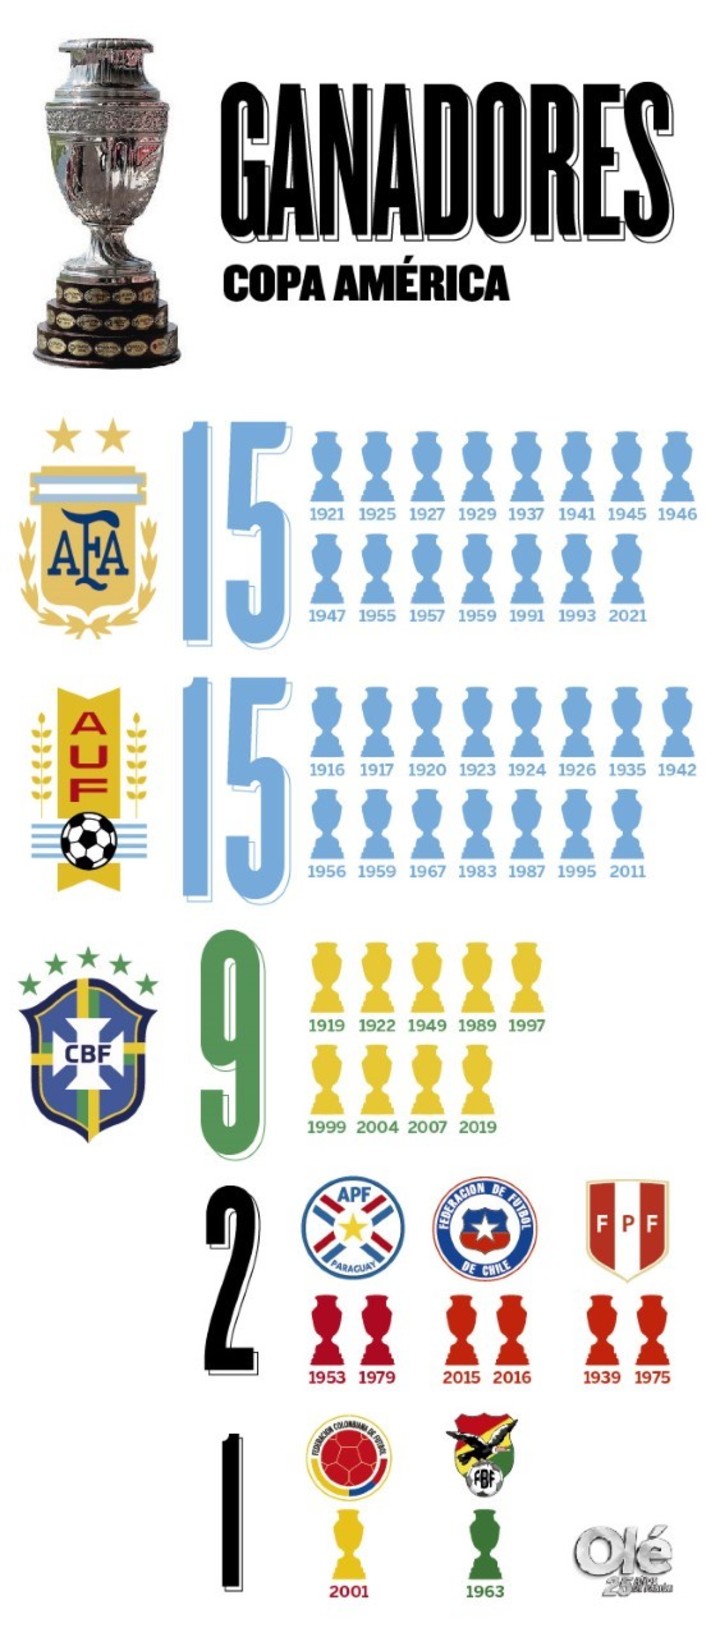 GANADORES
COPA AMÉRICA
AFA
15
1921 1925 1927 1929 1937 1941 1945 1946
1947 1955 1957 1959 1991 1993 2021
AUF
15
1916 1917 1920 1923 1924 1926 1935 1942
1956 1959 1967 1983 1987 1995 2011
CBF
9
1919 1922 1949 1989 1997
1999 2004 2007 2019
2
APF
PARAGUAY
FEDERACION DE FUTBOL
DE CHILE
F P F
1953 1979 2015 2016 1939 1975
1
FEDERACION COLOMBIANA DE FUTBOL
FBF
2001 1963
Olé
25 AÑOS